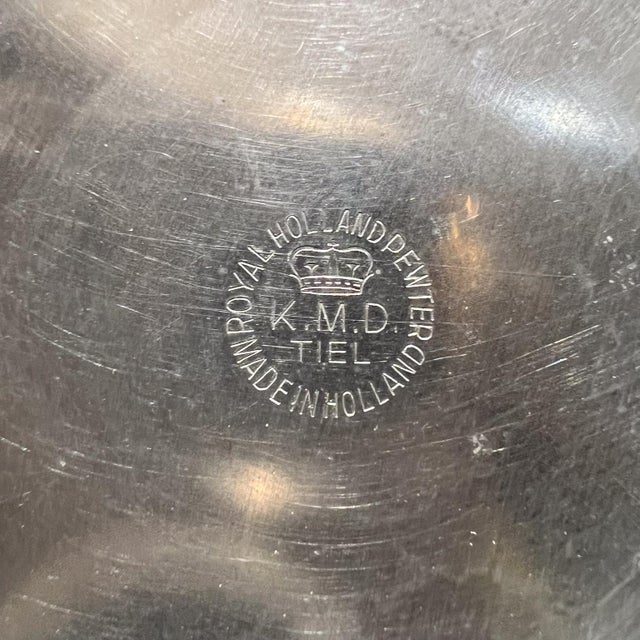 ROYAL HOLLAND PEWTER
K.M.D.
TIEL
MADE IN HOLLAND